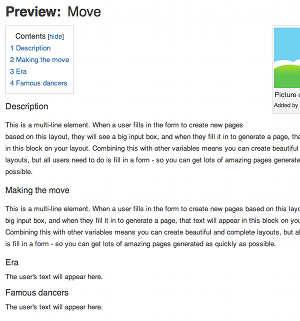 Preview: Move
Contents [hide]
1 Description
2 Making the move
3 Era
4 Famous dancers
Picture o
Added by
Description
This is a multi-line element. When a user fills in the form to create new pages
based on this layout, they will see a big input box, and when they fill it in to generate a page, tha
in this block on your layout. Combining this with other variables means you can create beautiful
layouts, but all users need to do is fill in a form - so you can get lots of amazing pages generate
possible.
Making the move
This is a multi-line element. When a user fills in the form to create new pages based on this layo
big input box, and when they fill it in to generate a page, that text will appear in this block on you
Combining this with other variables means you can create beautiful and complete layouts, but al
is fill in a form - so you can get lots of amazing pages generated as quickly as possible.
Era
The user's text will appear here.
Famous dancers
The user's text will appear here.